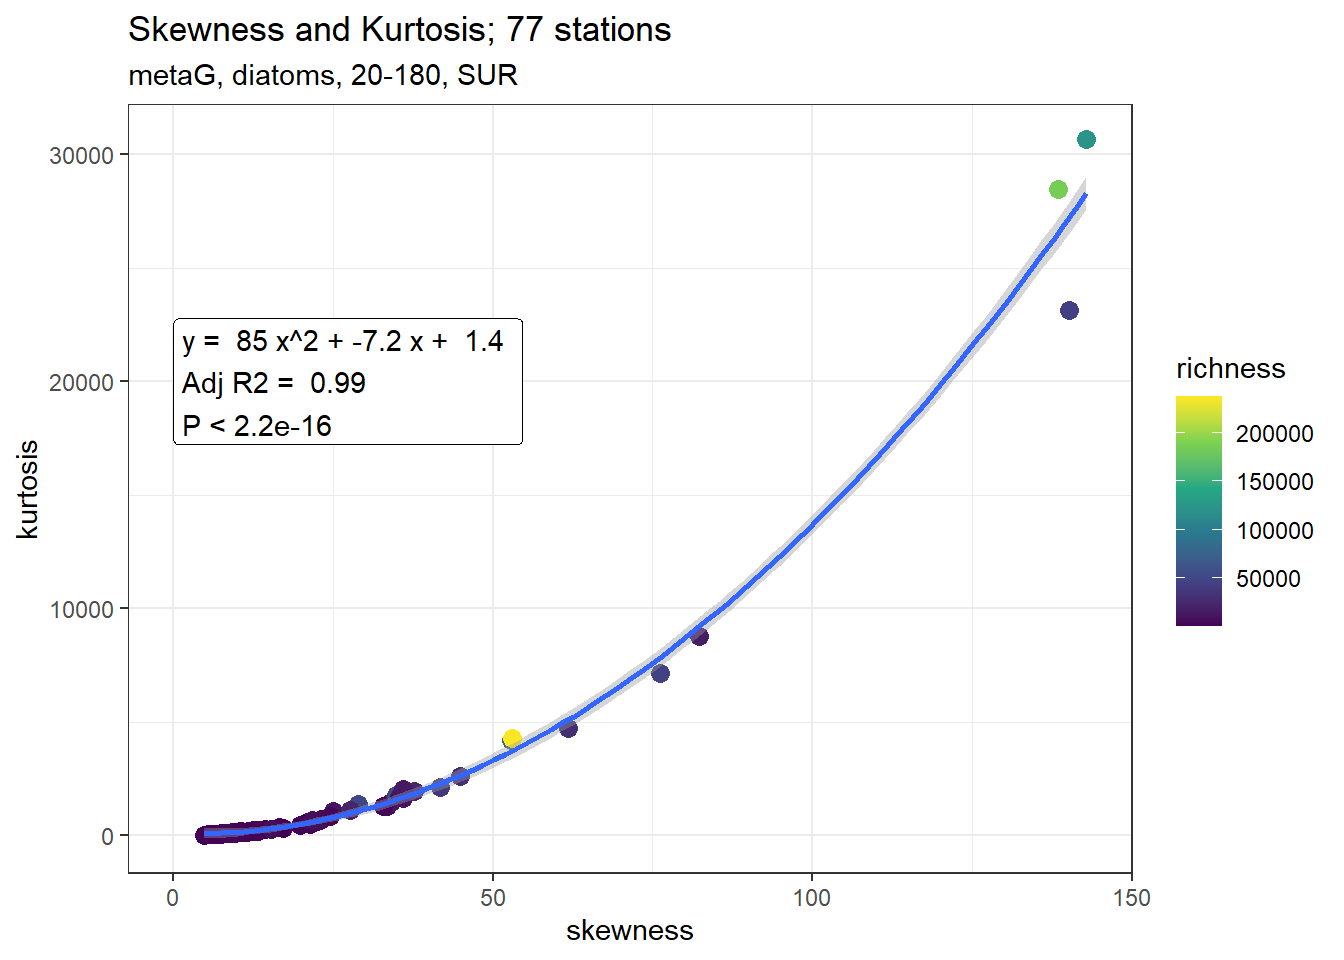 Skewness and Kurtosis; 77 stations
metaG, diatoms, 20-180, SUR
30000
20000
10000
0
kurtosis
y =  85 x^2 + -7.2 x +  1.4
Adj R2 =  0.99
P < 2.2e-16
0
50
100
150
skewness
richness
200000
150000
100000
50000